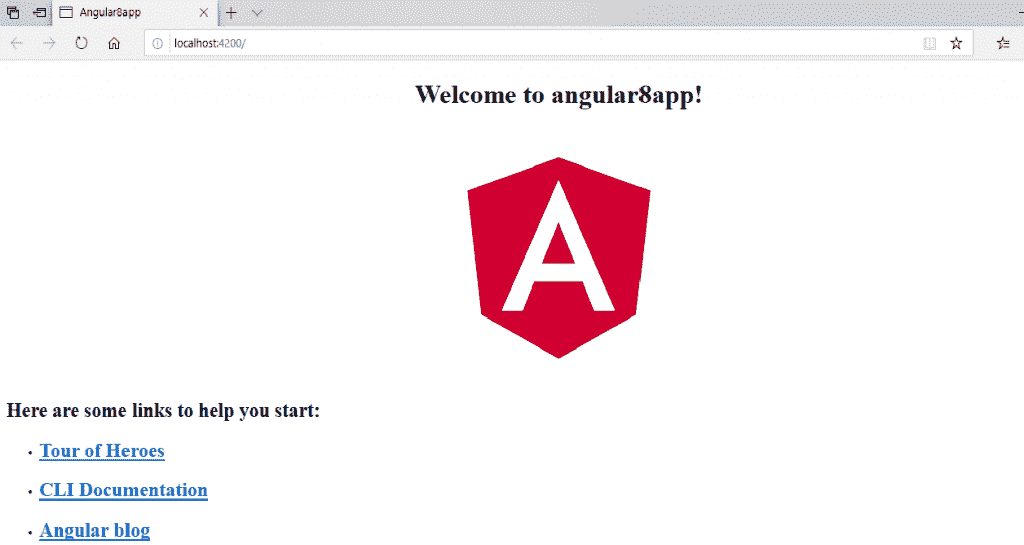 Angular8app
localhost:4200/
Welcome to angular8app!
A
Here are some links to help you start:
Tour of Heroes
CLI Documentation
Angular blog